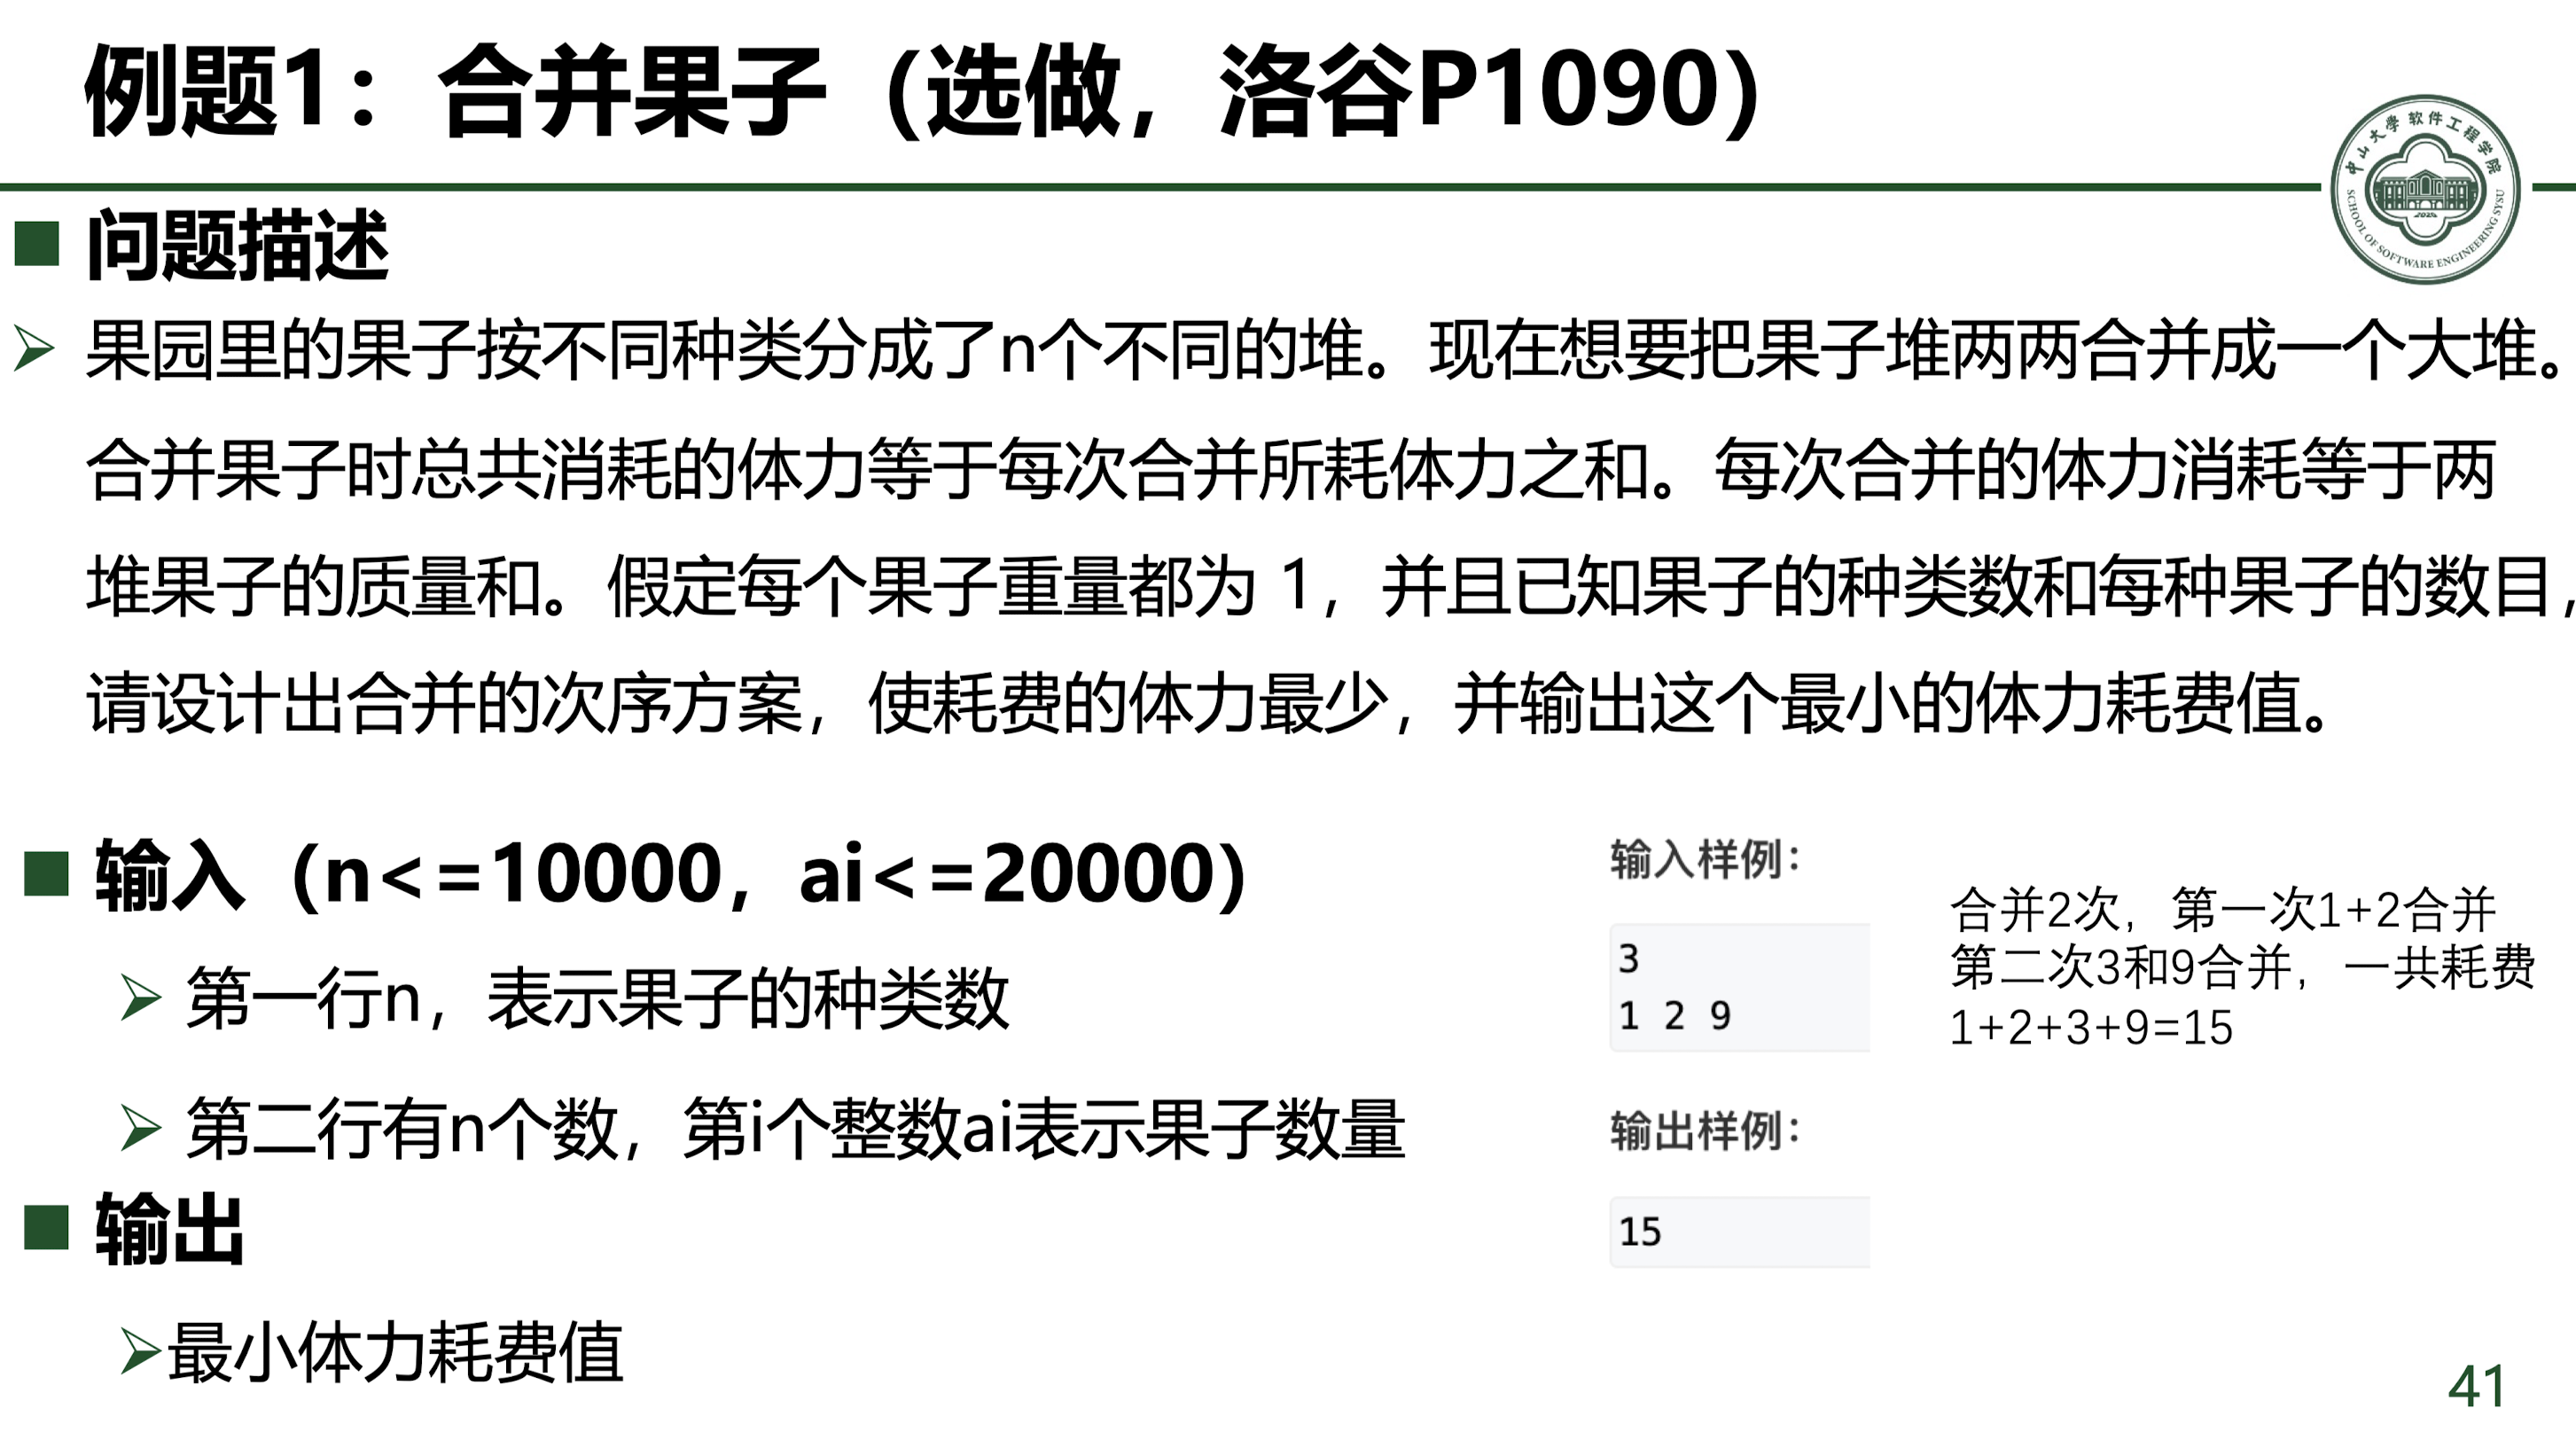 例题1：合并果子（选做，洛谷P1090）
中山大学软件工程学院
SCHOOL OF SOFTWARE ENGINEERING SYSU
问题描述
果园里的果子按不同种类分成了n个不同的堆。现在想要把果子堆两两合并成一个大堆。
合并果子时总共消耗的体力等于每次合并所耗体力之和。每次合并的体力消耗等于两
堆果子的质量和。假定每个果子重量都为 1，并且已知果子的种类数和每种果子的数目，
请设计出合并的次序方案，使耗费的体力最少，并输出这个最小的体力耗费值。
输入（n<=10000，ai<=20000）
第一行n，表示果子的种类数
第二行有n个数，第i个整数ai表示果子数量
输出
最小体力耗费值
输入样例：
3
1 2 9
合并2次，第一次1+2合并
第二次3和9合并，一共耗费
1+2+3+9=15
输出样例：
15
41